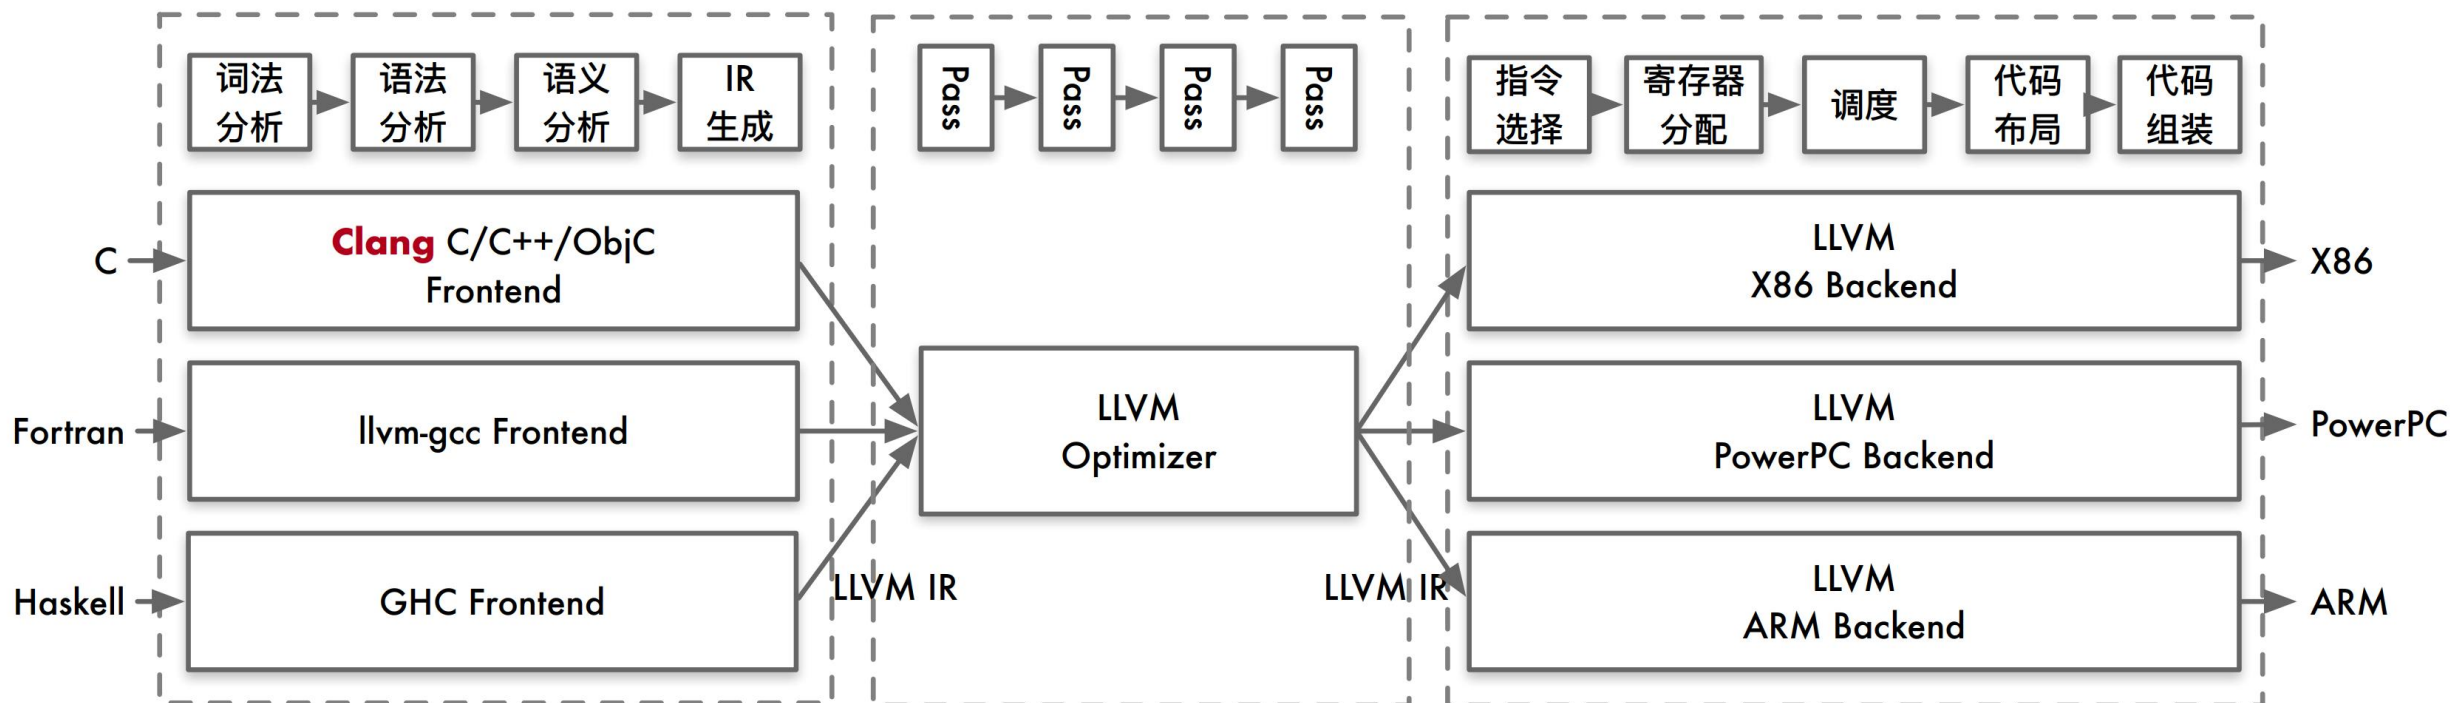 词法
分析
语法
分析
语义
分析
IR
生成
Pass
Pass
Pass
Pass
指令
选择
寄存器
分配
调度
代码
布局
代码
组装
C
Clang C/C++/ObjC
Frontend
LLVM
X86 Backend
X86
Fortran
llvm-gcc Frontend
LLVM
Optimizer
LLVM
PowerPC Backend
PowerPC
Haskell
GHC Frontend
LLVM IR
LLVM IR
LLVM
ARM Backend
ARM